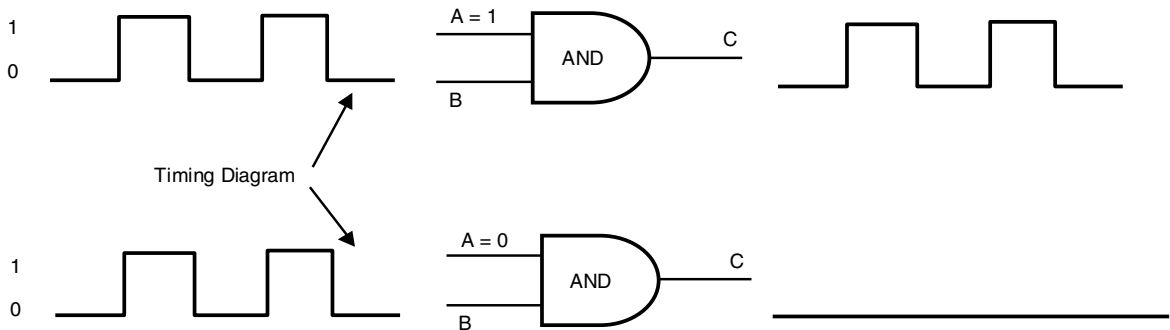 1
0
A = 1
B
AND
C
Timing Diagram
1
0
A = 0
B
AND
C